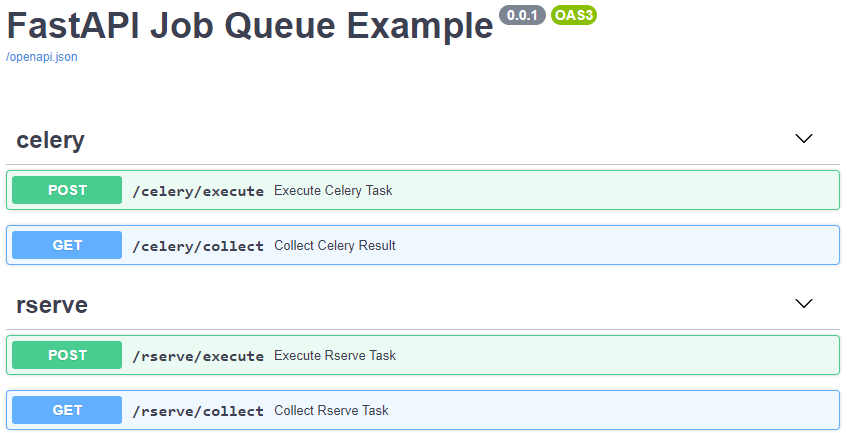 FastAPI Job Queue Example 0.0.1 OAS3
/openapi.json
celery
POST /celery/execute Execute Celery Task
GET /celery/collect Collect Celery Result
rserve
POST /rserve/execute Execute Rserve Task
GET /rserve/collect Collect Rserve Task